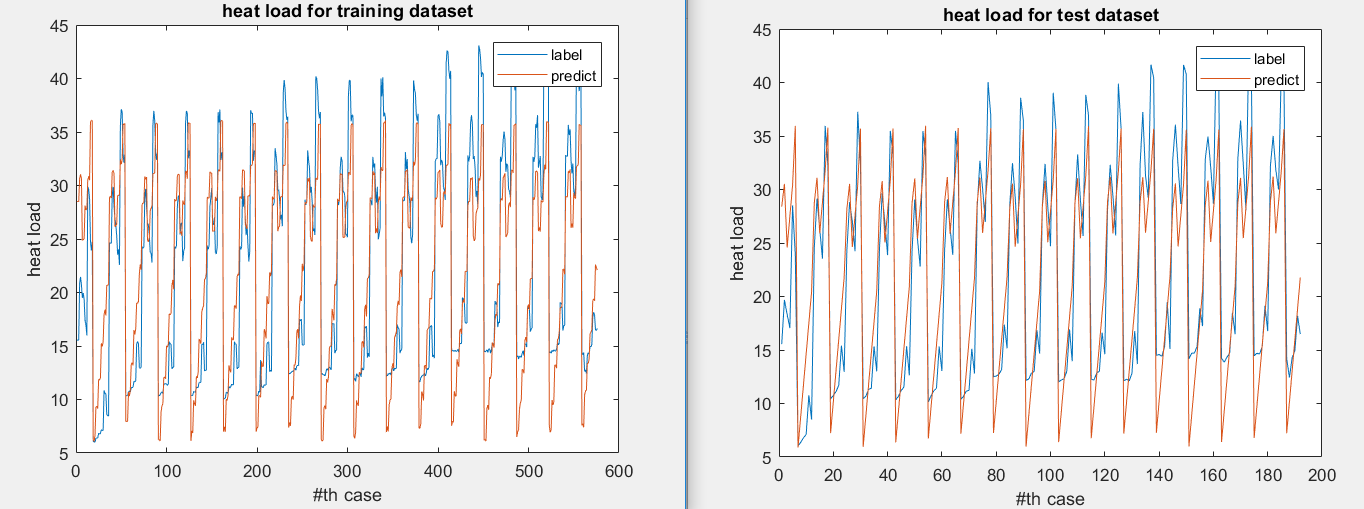 heat load for training dataset
45
40
35
30
25
20
15
10
5
heat load
0 100 200 300 400 500 600
#th case
label
predict
heat load for test dataset
45
40
35
30
25
20
15
10
5
heat load
0 20 40 60 80 100 120 140 160 180 200
#th case
label
predict